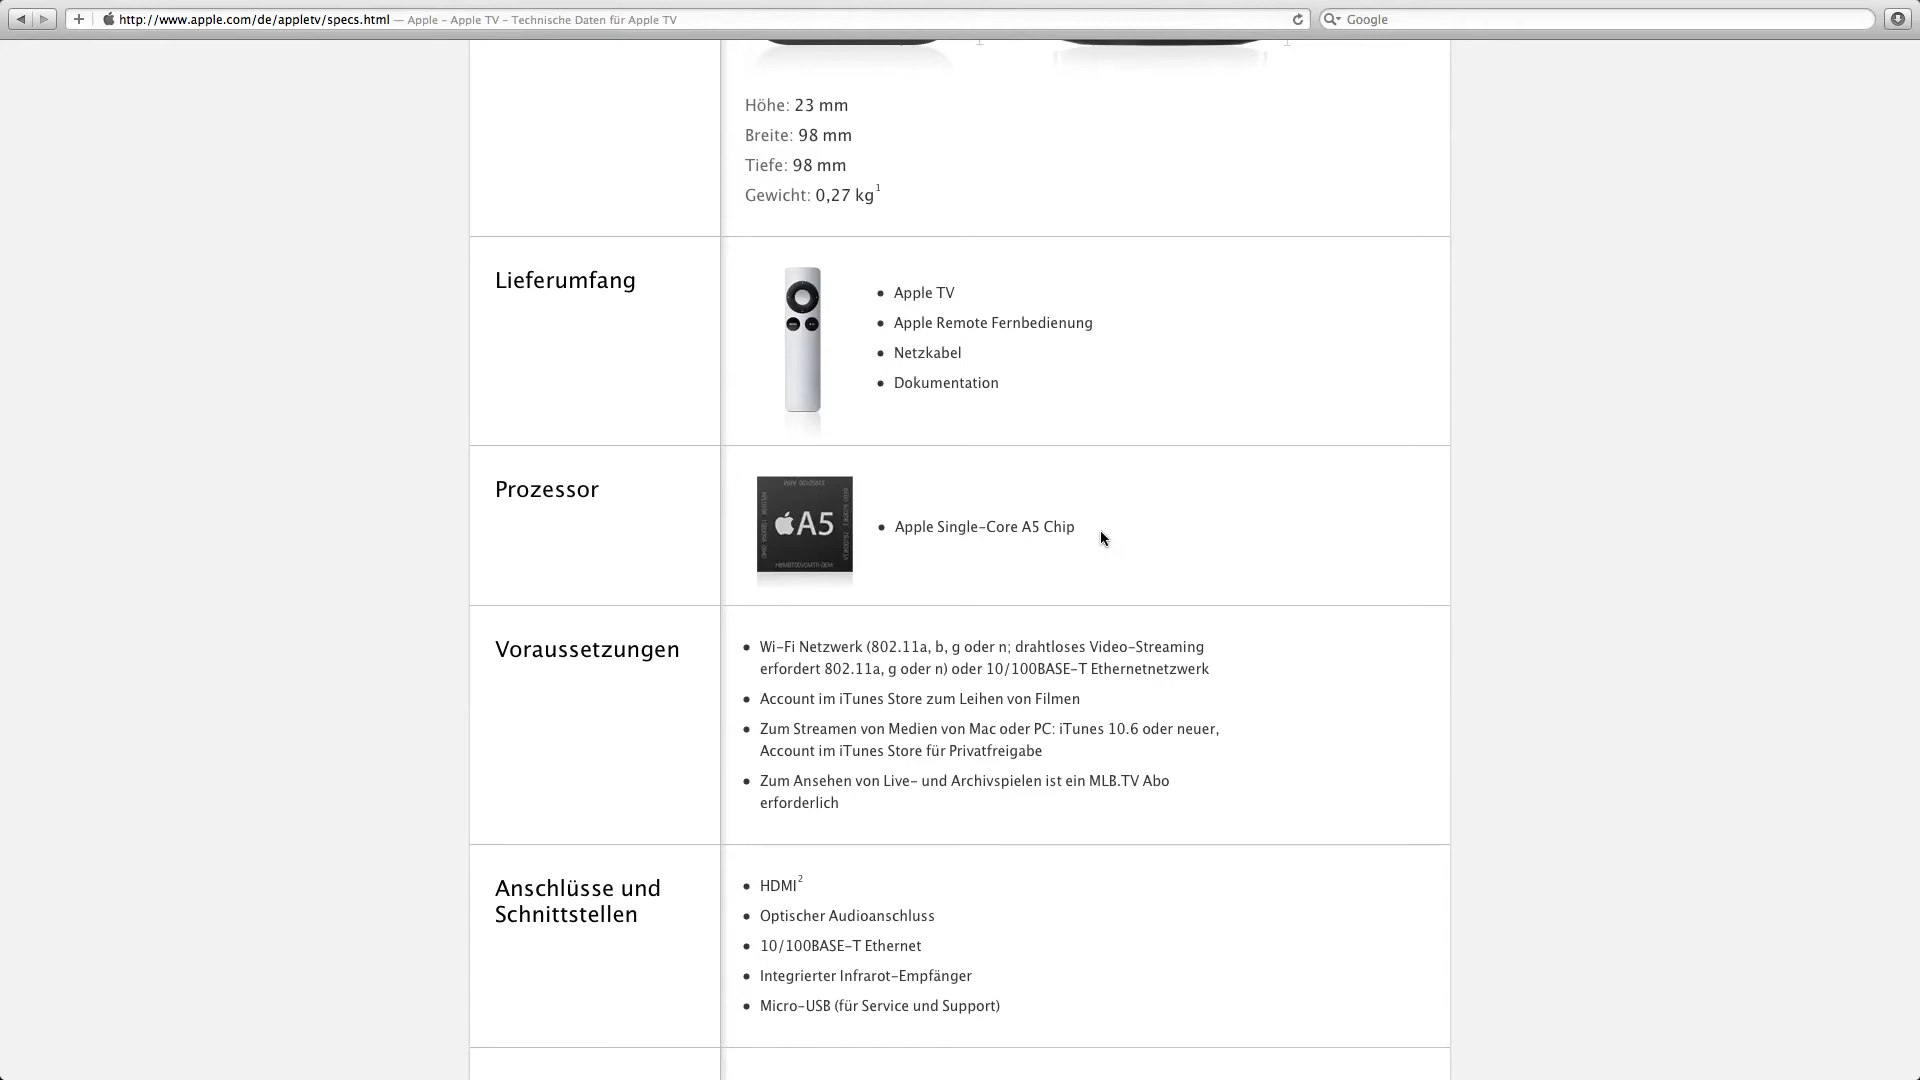 http://www.apple.com/de/appletv/specs.html — Apple – Apple TV – Technische Daten für Apple TV
Google
Höhe: 23 mm
Breite: 98 mm
Tiefe: 98 mm
Gewicht: 0,27 kg1
Lieferumfang
• Apple TV
• Apple Remote Fernbedienung
• Netzkabel
• Dokumentation
Prozessor
A5
• Apple Single-Core A5 Chip
Voraussetzungen
• Wi-Fi Netzwerk (802.11a, b, g oder n; drahtloses Video-Streaming
erfordert 802.11a, g oder n) oder 10/100BASE-T Ethernetnetzwerk
• Account im iTunes Store zum Leihen von Filmen
• Zum Streamen von Medien von Mac oder PC: iTunes 10.6 oder neuer,
Account im iTunes Store für Privatfreigabe
• Zum Ansehen von Live- und Archivspielen ist ein MLB.TV Abo
erforderlich
Anschlüsse und
Schnittstellen
• HDMI2
• Optischer Audioanschluss
• 10/100BASE-T Ethernet
• Integrierter Infrarot-Empfänger
• Micro-USB (für Service und Support)